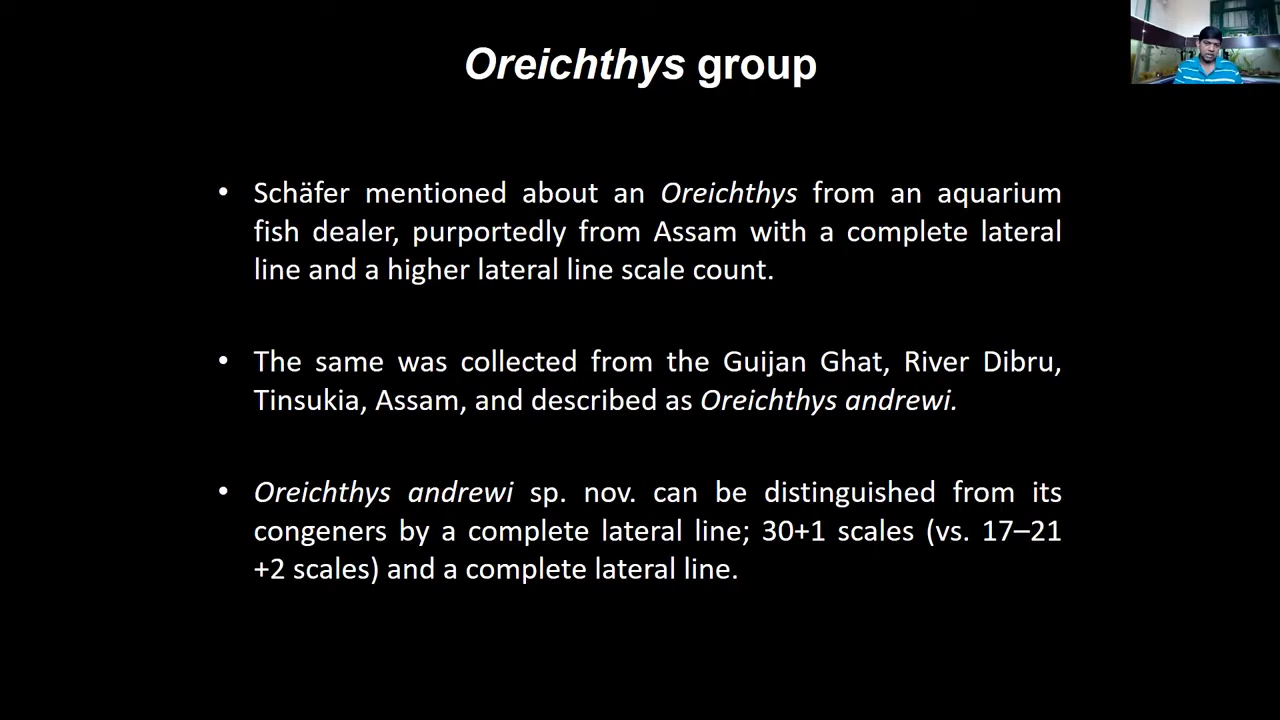 Oreichthys group
• Schäfer mentioned about an Oreichthys from an aquarium
fish dealer, purportedly from Assam with a complete lateral
line and a higher lateral line scale count.
• The same was collected from the Guijan Ghat, River Dibru,
Tinsukia, Assam, and described as Oreichthys andrewi.
• Oreichthys andrewi sp. nov. can be distinguished from its
congeners by a complete lateral line; 30+1 scales (vs. 17–21
+2 scales) and a complete lateral line.